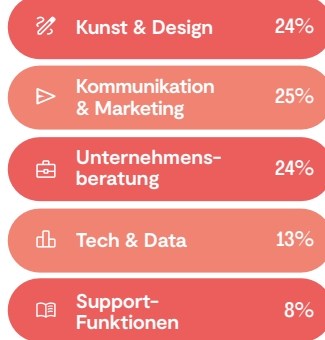 Kunst & Design 24%
Kommunikation
& Marketing 25%
Unternehmens-
beratung 24%
Tech & Data 13%
Support-
Funktionen 8%